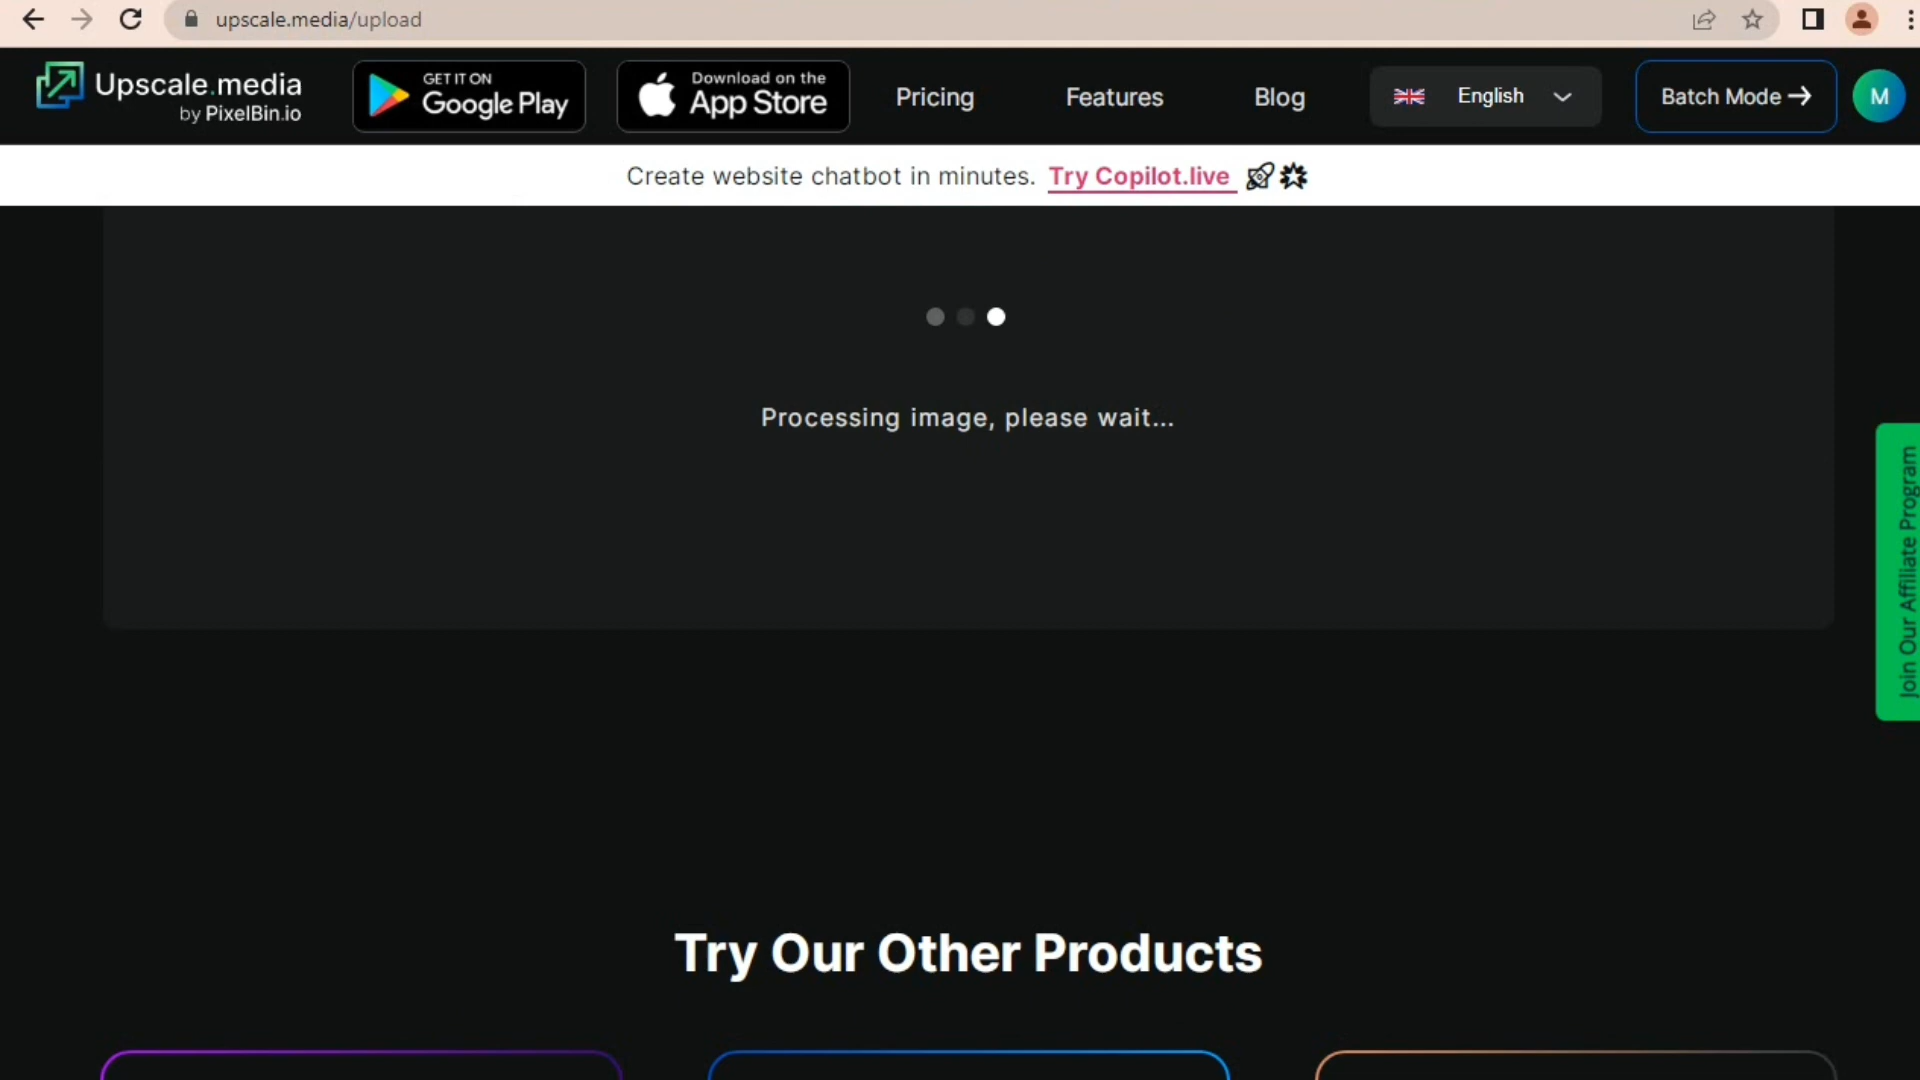 upscale.media/upload
Upscale.media
by PixelBin.io
GET IT ON
Google Play
Download on the
App Store
Pricing
Features
Blog
English
Batch Mode →
M
Create website chatbot in minutes. Try Copilot.live
Processing image, please wait...
Join Our Affiliate Program
Try Our Other Products